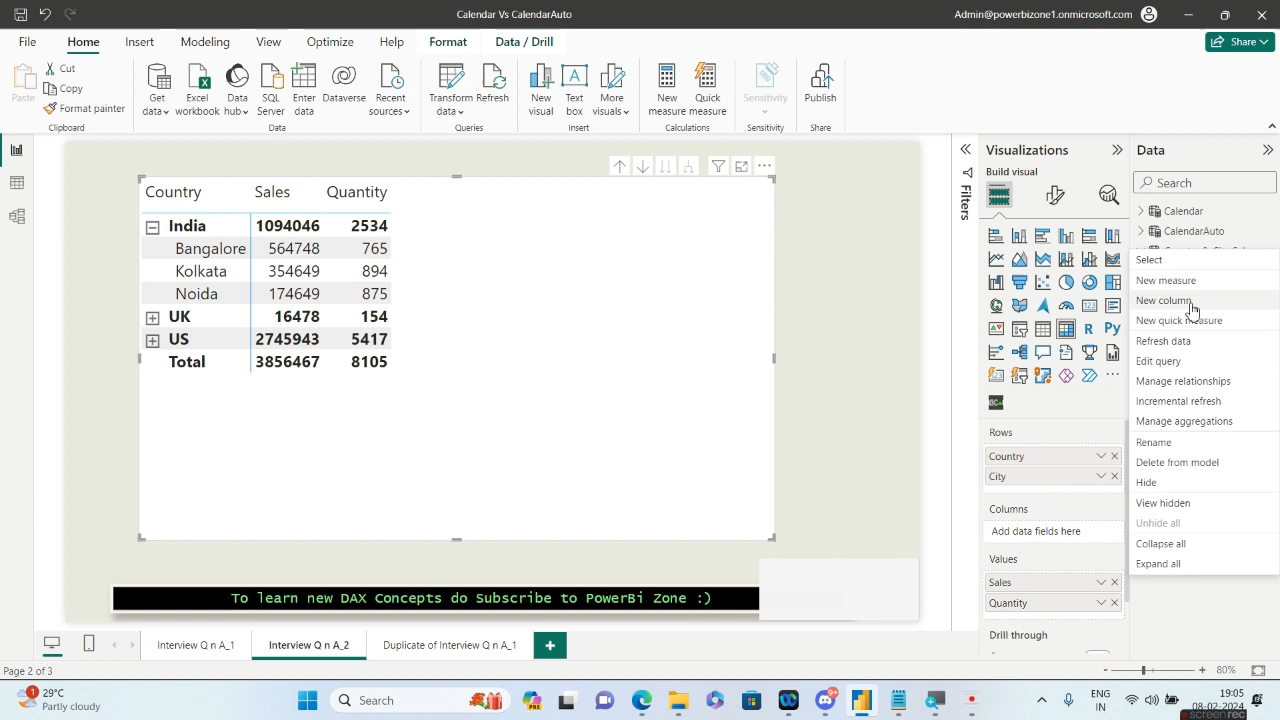 Calendar Vs CalendarAuto
Admin@powerbizone1.onmicrosoft.com
File Home Insert Modeling View Optimize Help Format Data / Drill
Share
Paste
Cut
Copy
Format painter
Clipboard
Get data
Excel workbook
Data hub
SQL Server
Enter data
Dataverse
Recent sources
Data
Transform data
Refresh
Queries
New visual
Text box
More visuals
Insert
New measure
Quick measure
Calculations
Sensitivity
Sensitivity
Publish
Share
Country Sales Quantity
India 1094046 2534
Bangalore 564748 765
Kolkata 354649 894
Noida 174649 875
UK 16478 154
US 2745943 5417
Total 3856467 8105
To learn new DAX Concepts do Subscribe to PowerBi Zone :)
Filters
Visualizations
Build visual
R
Py
123
Rows
Country
City
Columns
Add data fields here
Values
Sales
Quantity
Drill through
Data
Search
Calendar
CalendarAuto
Select
New measure
New column
New quick measure
Refresh data
Edit query
Manage relationships
Incremental refresh
Manage aggregations
Rename
Delete from model
Hide
View hidden
Unhide all
Collapse all
Expand all
Interview Q n A_1
Interview Q n A_2
Duplicate of Interview Q n A_1
Page 2 of 3
80%
1
29°C
Partly cloudy
Search
ENG
IN
19:05
08-02-2024
screenrec